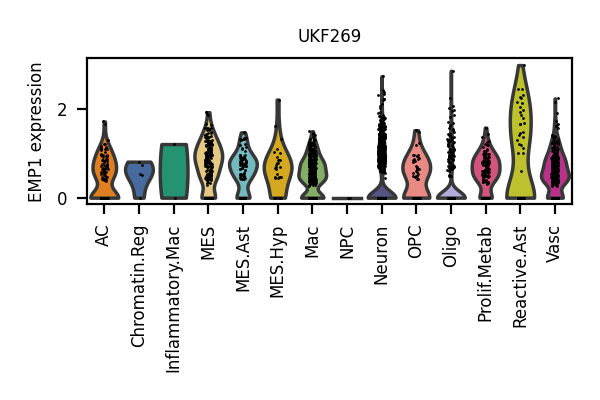 UKF269
EMP1 expression
2
0
AC
Chromatin.Reg
Inflammatory.Mac
MES
MES.Ast
MES.Hyp
Mac
NPC
Neuron
OPC
Oligo
Prolif.Metab
Reactive.Ast
Vasc